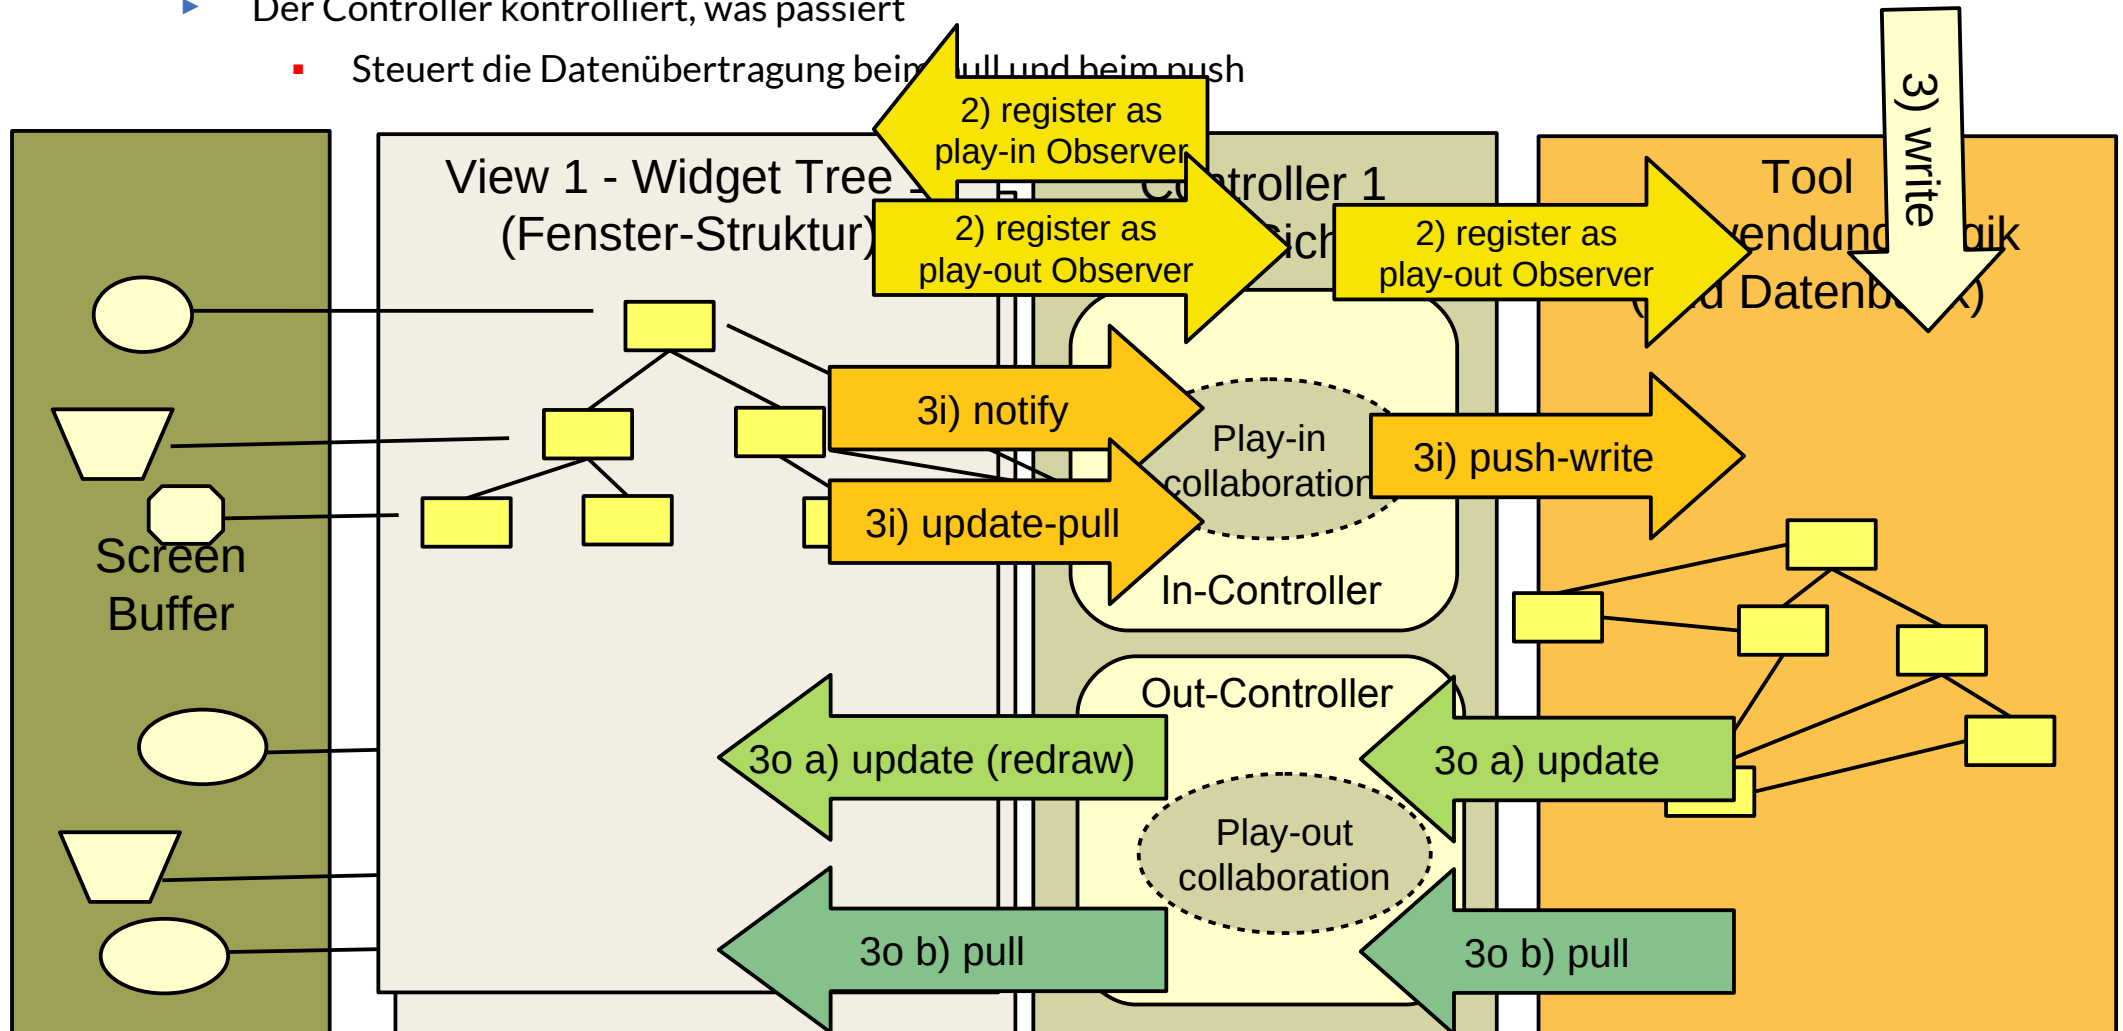 Der Controller kontrolliert, was passiert
Steuert die Datenübertragung beim pull und beim push
3) write
2) register as
play-in Observer
View 1 - Widget Tree
(Fenster-Struktur)
Controller 1
2) register as
play-out Observer
2) register as
play-out Observer
Tool
Datenbank)
3i) notify
Play-in
collaboration
3i) push-write
3i) update-pull
Screen
Buffer
In-Controller
Out-Controller
3o a) update (redraw)
3o a) update
Play-out
collaboration
3o b) pull
3o b) pull